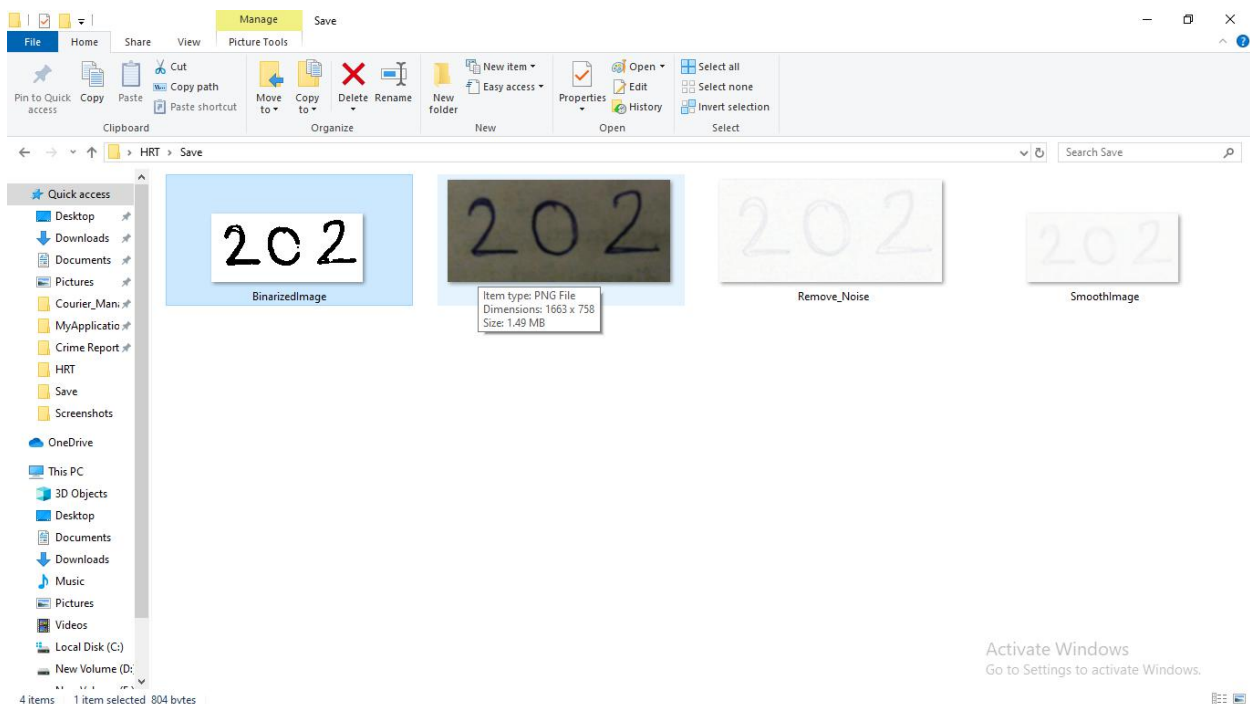 Manage Save
File Home Share View Picture Tools
Pin to Quick access
Copy
Paste
Cut
Copy path
Paste shortcut
Clipboard
Move to
Copy to
Delete
Rename
Organize
New folder
New item
Easy access
New
Properties
Open
Edit
History
Open
Select all
Select none
Invert selection
Select
HRT Save
Search Save
Quick access
Desktop
Downloads
Documents
Pictures
Courier_Man
MyApplicatio
Crime Report
HRT
Save
Screenshots
OneDrive
This PC
3D Objects
Desktop
Documents
Downloads
Music
Pictures
Videos
Local Disk (C:)
New Volume (D:
202
BinarizedImage
202
Item type: PNG File
Dimensions: 1663 x 758
Size: 1.49 MB
202
Remove_Noise
202
SmoothImage
Activate Windows
Go to Settings to activate Windows.
4 items 1 item selected 804 bytes